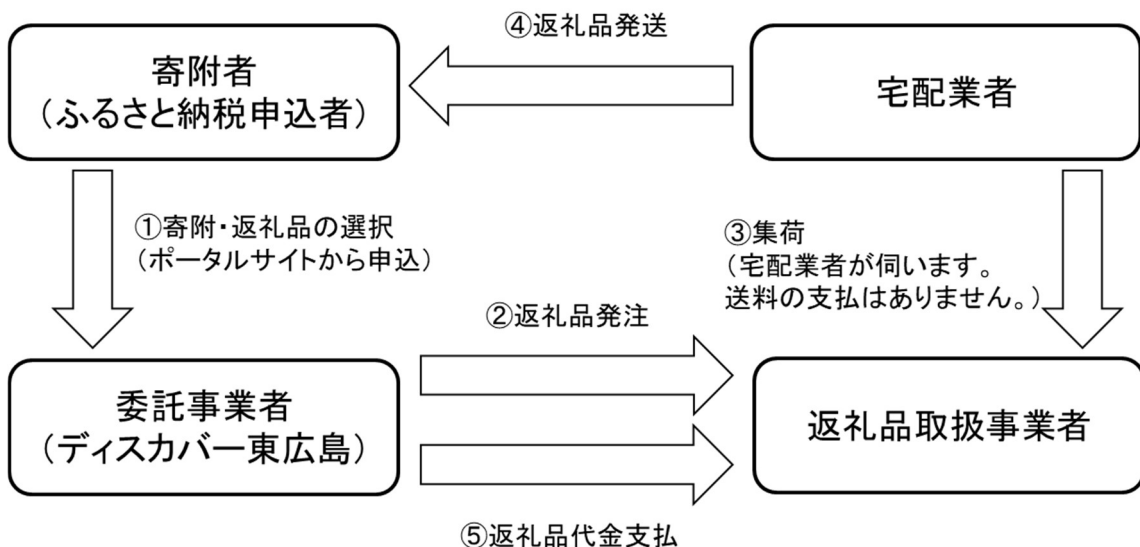 ④返礼品発送
寄附者
（ふるさと納税申込者）
宅配業者
①寄附・返礼品の選択
（ポータルサイトから申込）
③集荷
（宅配業者が伺います。
送料の支払はありません。）
②返礼品発注
委託事業者
（ディスカバー東広島）
返礼品取扱事業者
⑤返礼品代金支払